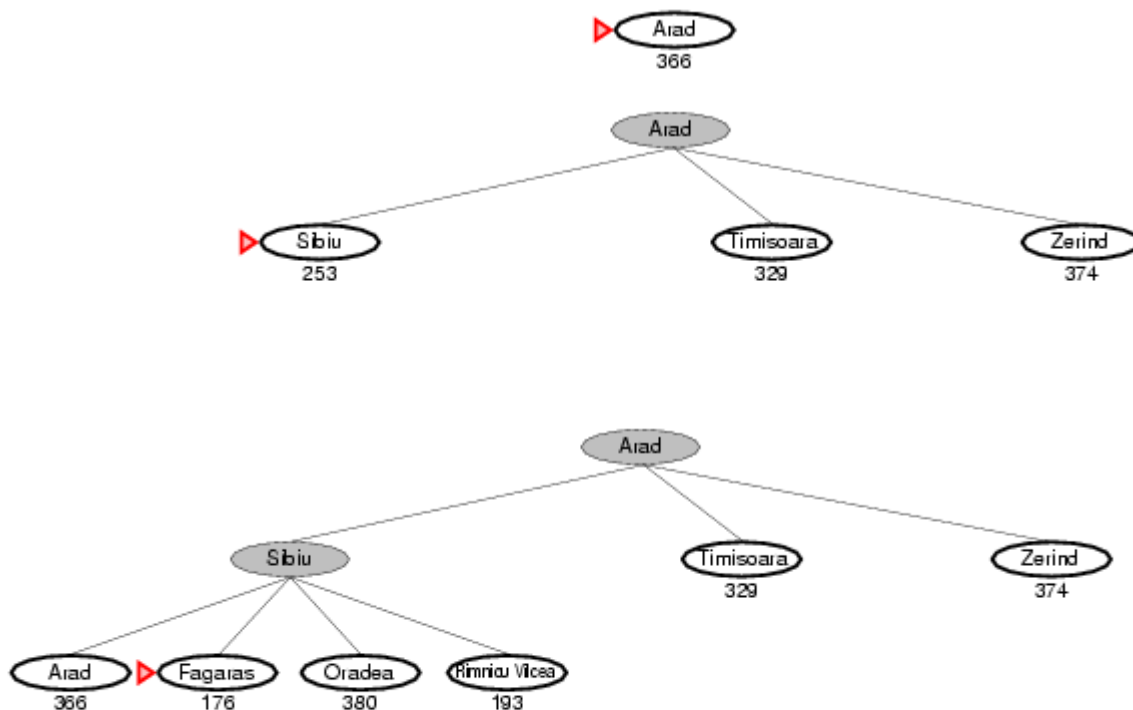 Arad
366
Arad
Sibiu Timisoara Zerind
253 329 374
Arad
Sibiu Timisoara Zerind
329 374
Arad Fagaras Oradea Rimnicu Vilcea
366 176 380 193